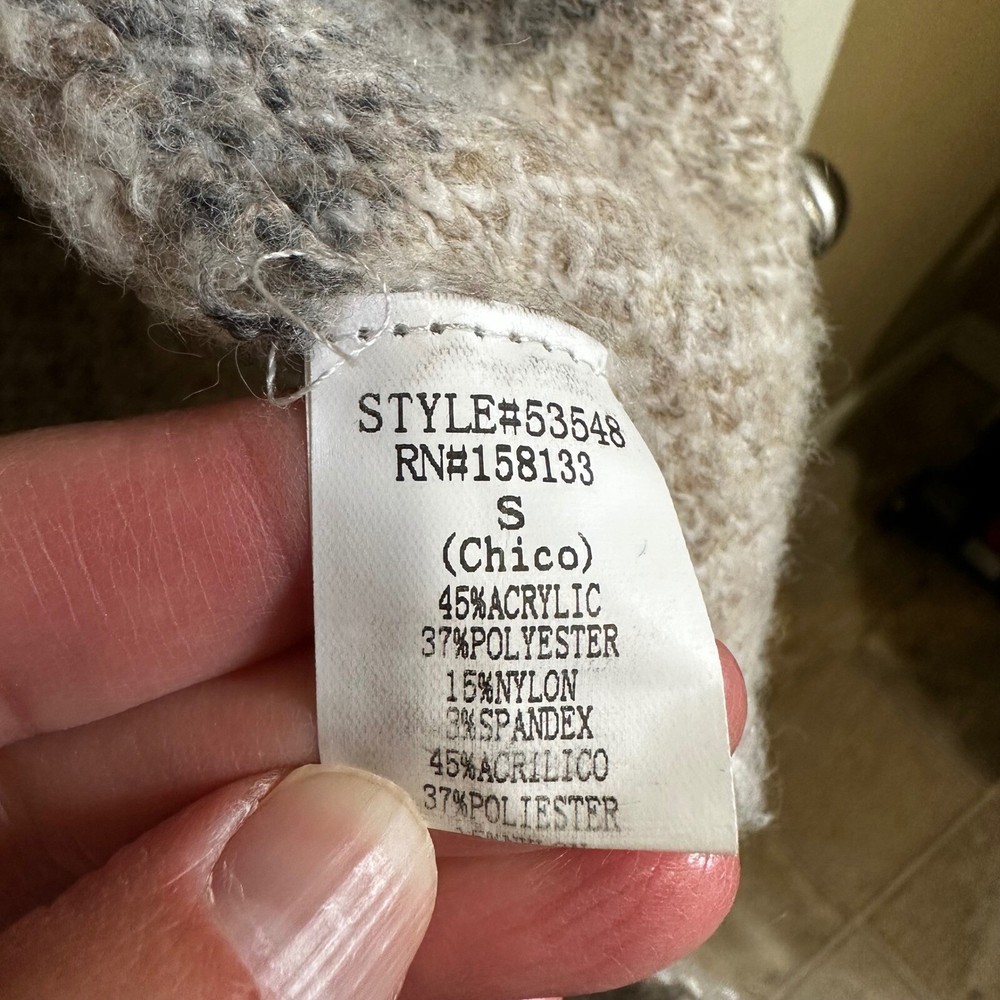 STYLE#53548
RN#158133
S
(Chico)
45%ACRYLIC
37%POLYESTER
15%NYLON
3%SPANDEX
45%ACRILICO
37%POLIESTER